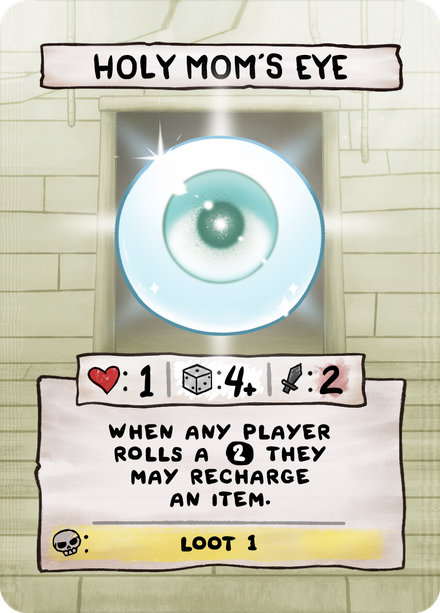 HOLY MOM'S EYE
: 1 | : 4+ | : 2
WHEN ANY PLAYER
ROLLS A 2 THEY
MAY RECHARGE
AN ITEM.
: LOOT 1